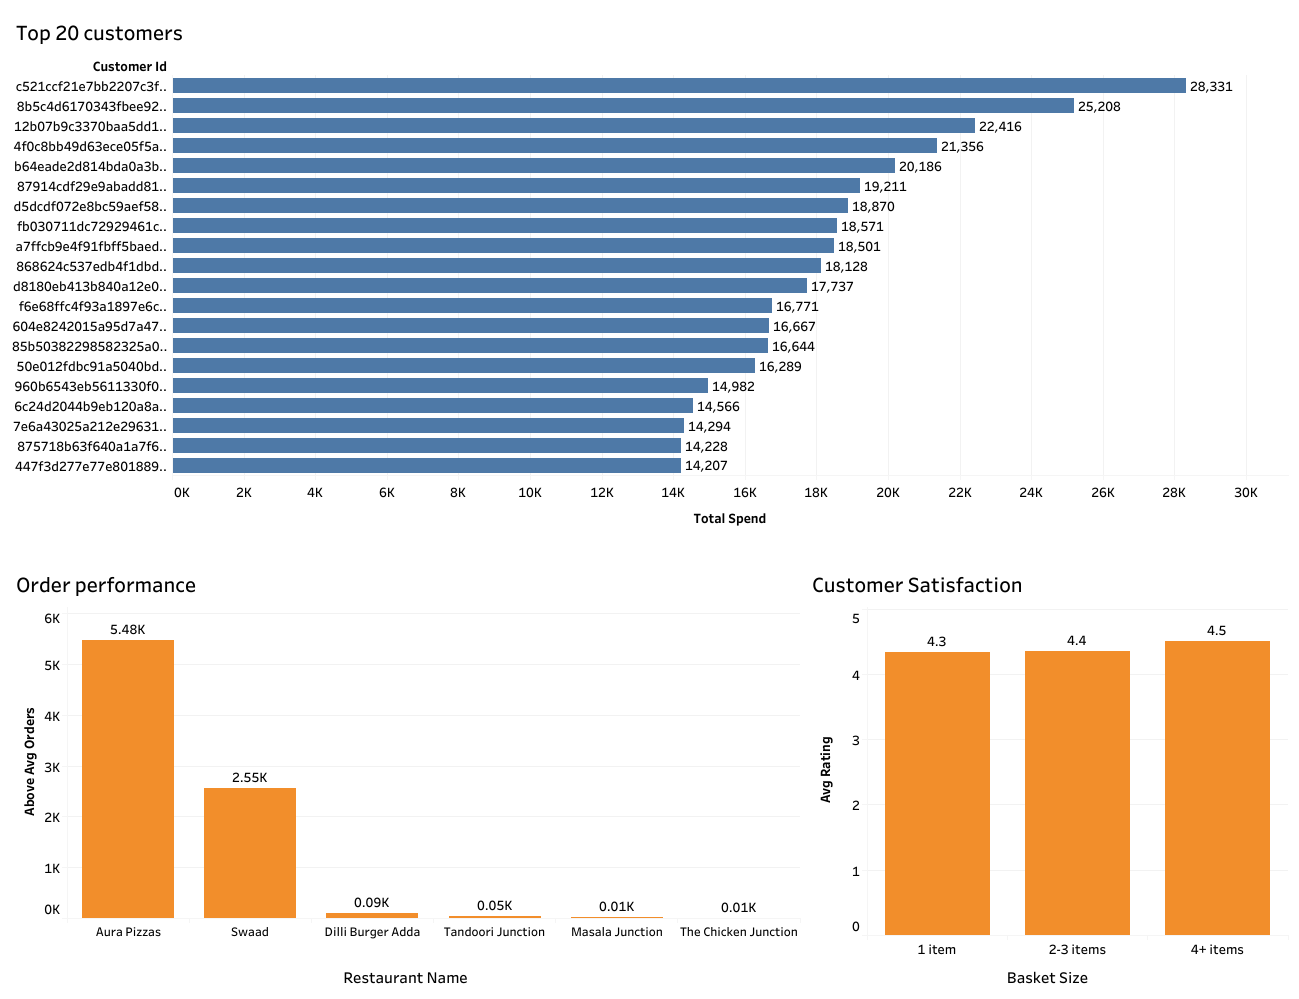 Top 20 customers
Customer Id
c521ccf21e7bb2207c3f.. 28,331
8b5c4d6170343fbee92.. 25,208
12b07b9c3370baa5dd1.. 22,416
4f0c8bb49d63ece05f5a.. 21,356
b64eade2d814bda0a3b.. 20,186
87914cdf29e9abadd81.. 19,211
d5dcdf072e8bc59aef58.. 18,870
fb030711dc72929461c.. 18,571
a7ffcb9e4f91fbff5baed.. 18,501
868624c537edb4f1dbd.. 18,128
d8180eb413b840a12e0.. 17,737
f6e68ffc4f93a1897e6c.. 16,771
604e8242015a95d7a47.. 16,667
85b50382298582325a0.. 16,644
50e012fdbc91a5040bd.. 16,289
960b6543eb5611330f0.. 14,982
6c24d2044b9eb120a8a.. 14,566
7e6a43025a212e29631.. 14,294
875718b63f640a1a7f6.. 14,228
447f3d277e77e801889.. 14,207
0K 2K 4K 6K 8K 10K 12K 14K 16K 18K 20K 22K 24K 26K 28K 30K
Total Spend
Order performance
6K
5K
4K
3K
2K
1K
0K
Above Avg Orders
5.48K
2.55K
0.09K
0.05K
0.01K
0.01K
Aura Pizzas Swaad Dilli Burger Adda Tandoori Junction Masala Junction The Chicken Junction
Restaurant Name
Customer Satisfaction
5
4
3
2
1
0
Avg Rating
4.3
4.4
4.5
1 item 2-3 items 4+ items
Basket Size